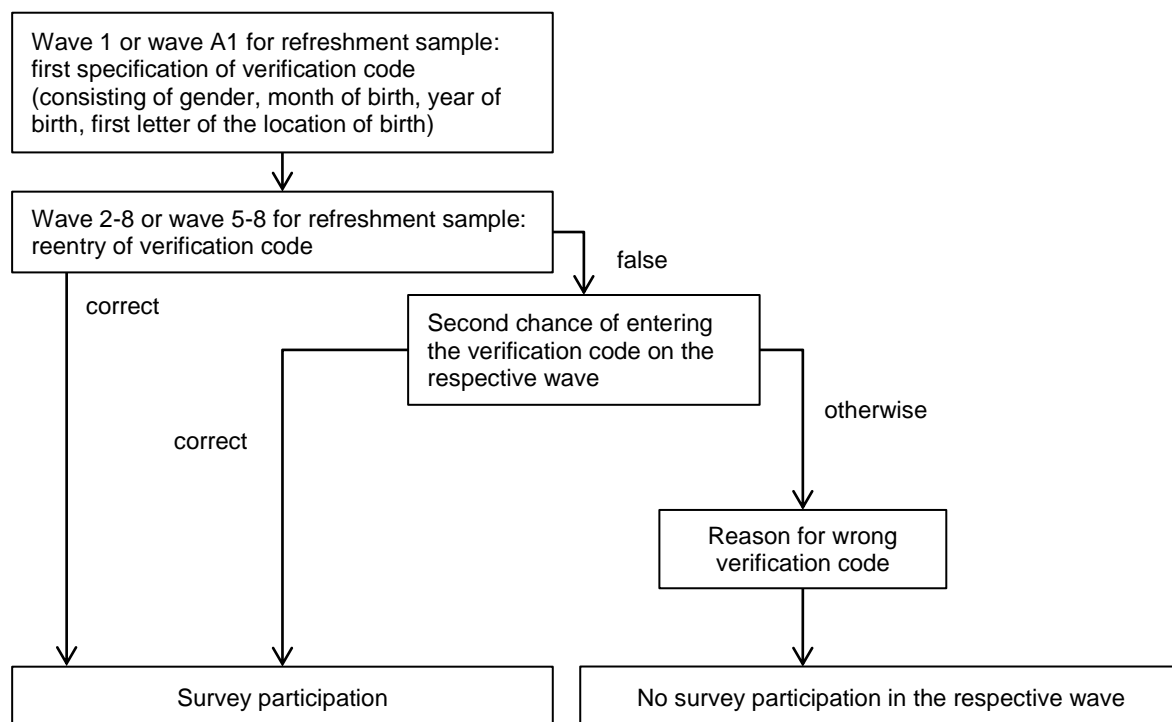 Wave 1 or wave A1 for refreshment sample:
first specification of verification code
(consisting of gender, month of birth, year of
birth, first letter of the location of birth)
Wave 2-8 or wave 5-8 for refreshment sample:
reentry of verification code
false
correct
Second chance of entering
the verification code on the
respective wave
otherwise
correct
Reason for wrong
verification code
Survey participation
No survey participation in the respective wave